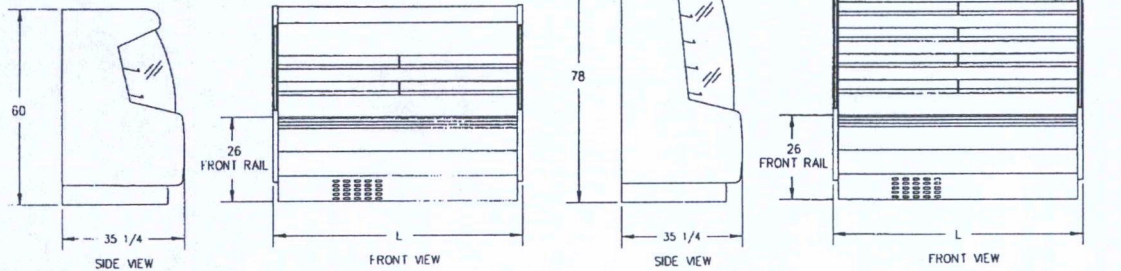 60
26
FRONT RAIL
35 1/4
L
SIDE VIEW
FRONT VIEW
78
26
FRONT RAIL
35 1/4
L
SIDE VIEW
FRONT VIEW